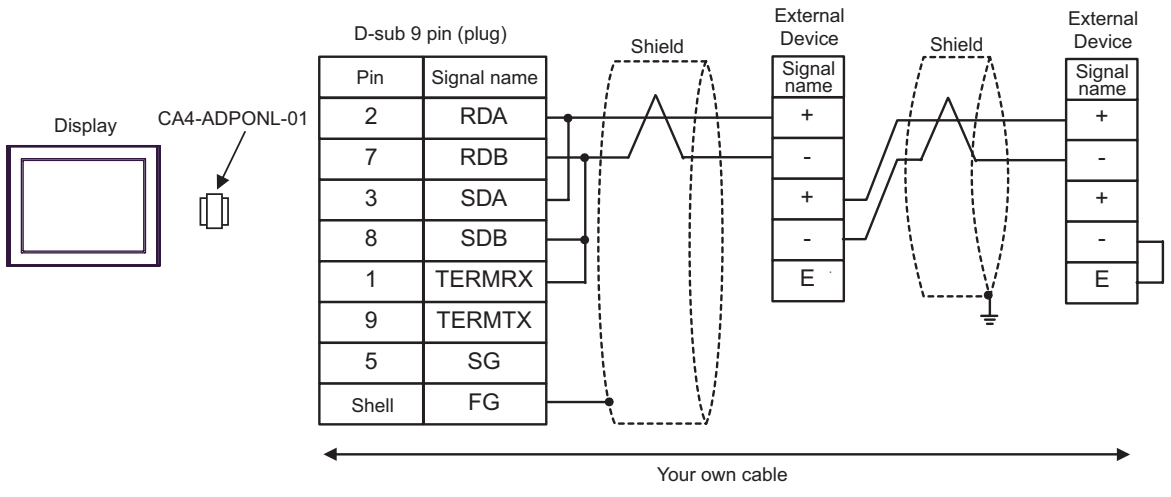 Display
CA4-ADPONL-01
D-sub 9 pin (plug)
Pin Signal name
2 RDA
7 RDB
3 SDA
8 SDB
1 TERMRX
9 TERMTX
5 SG
Shell FG
Shield
External
Device
Signal
name
+
-
+
-
E
Shield
External
Device
Signal
name
+
-
+
-
E
Your own cable